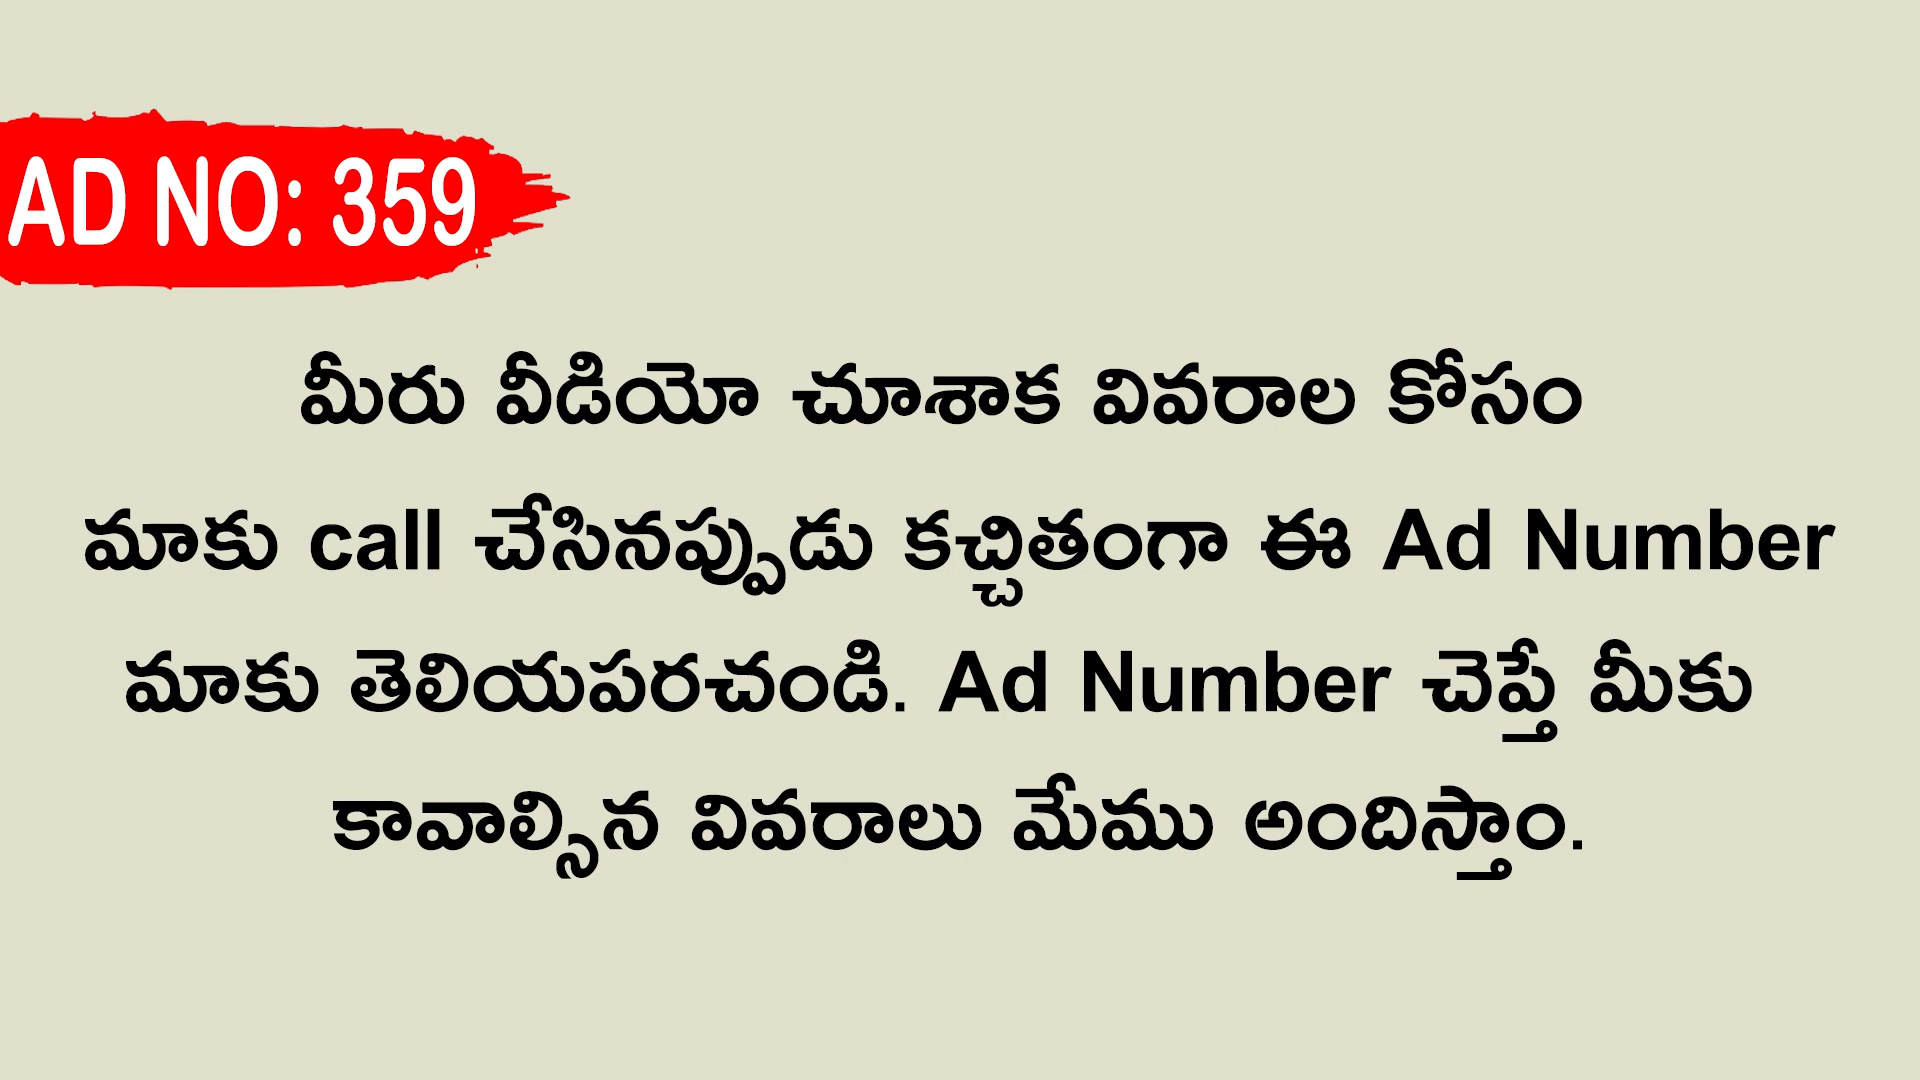 AD NO: 359
మీరు వీడియో చూశాక వివరాల కోసం
మాకు call చేసినప్పుడు కచ్చితంగా ఈ Ad Number
మాకు తెలియపరచండి. Ad Number చెప్తే మీకు
కావాల్సిన వివరాలు మేము అందిస్తాం.